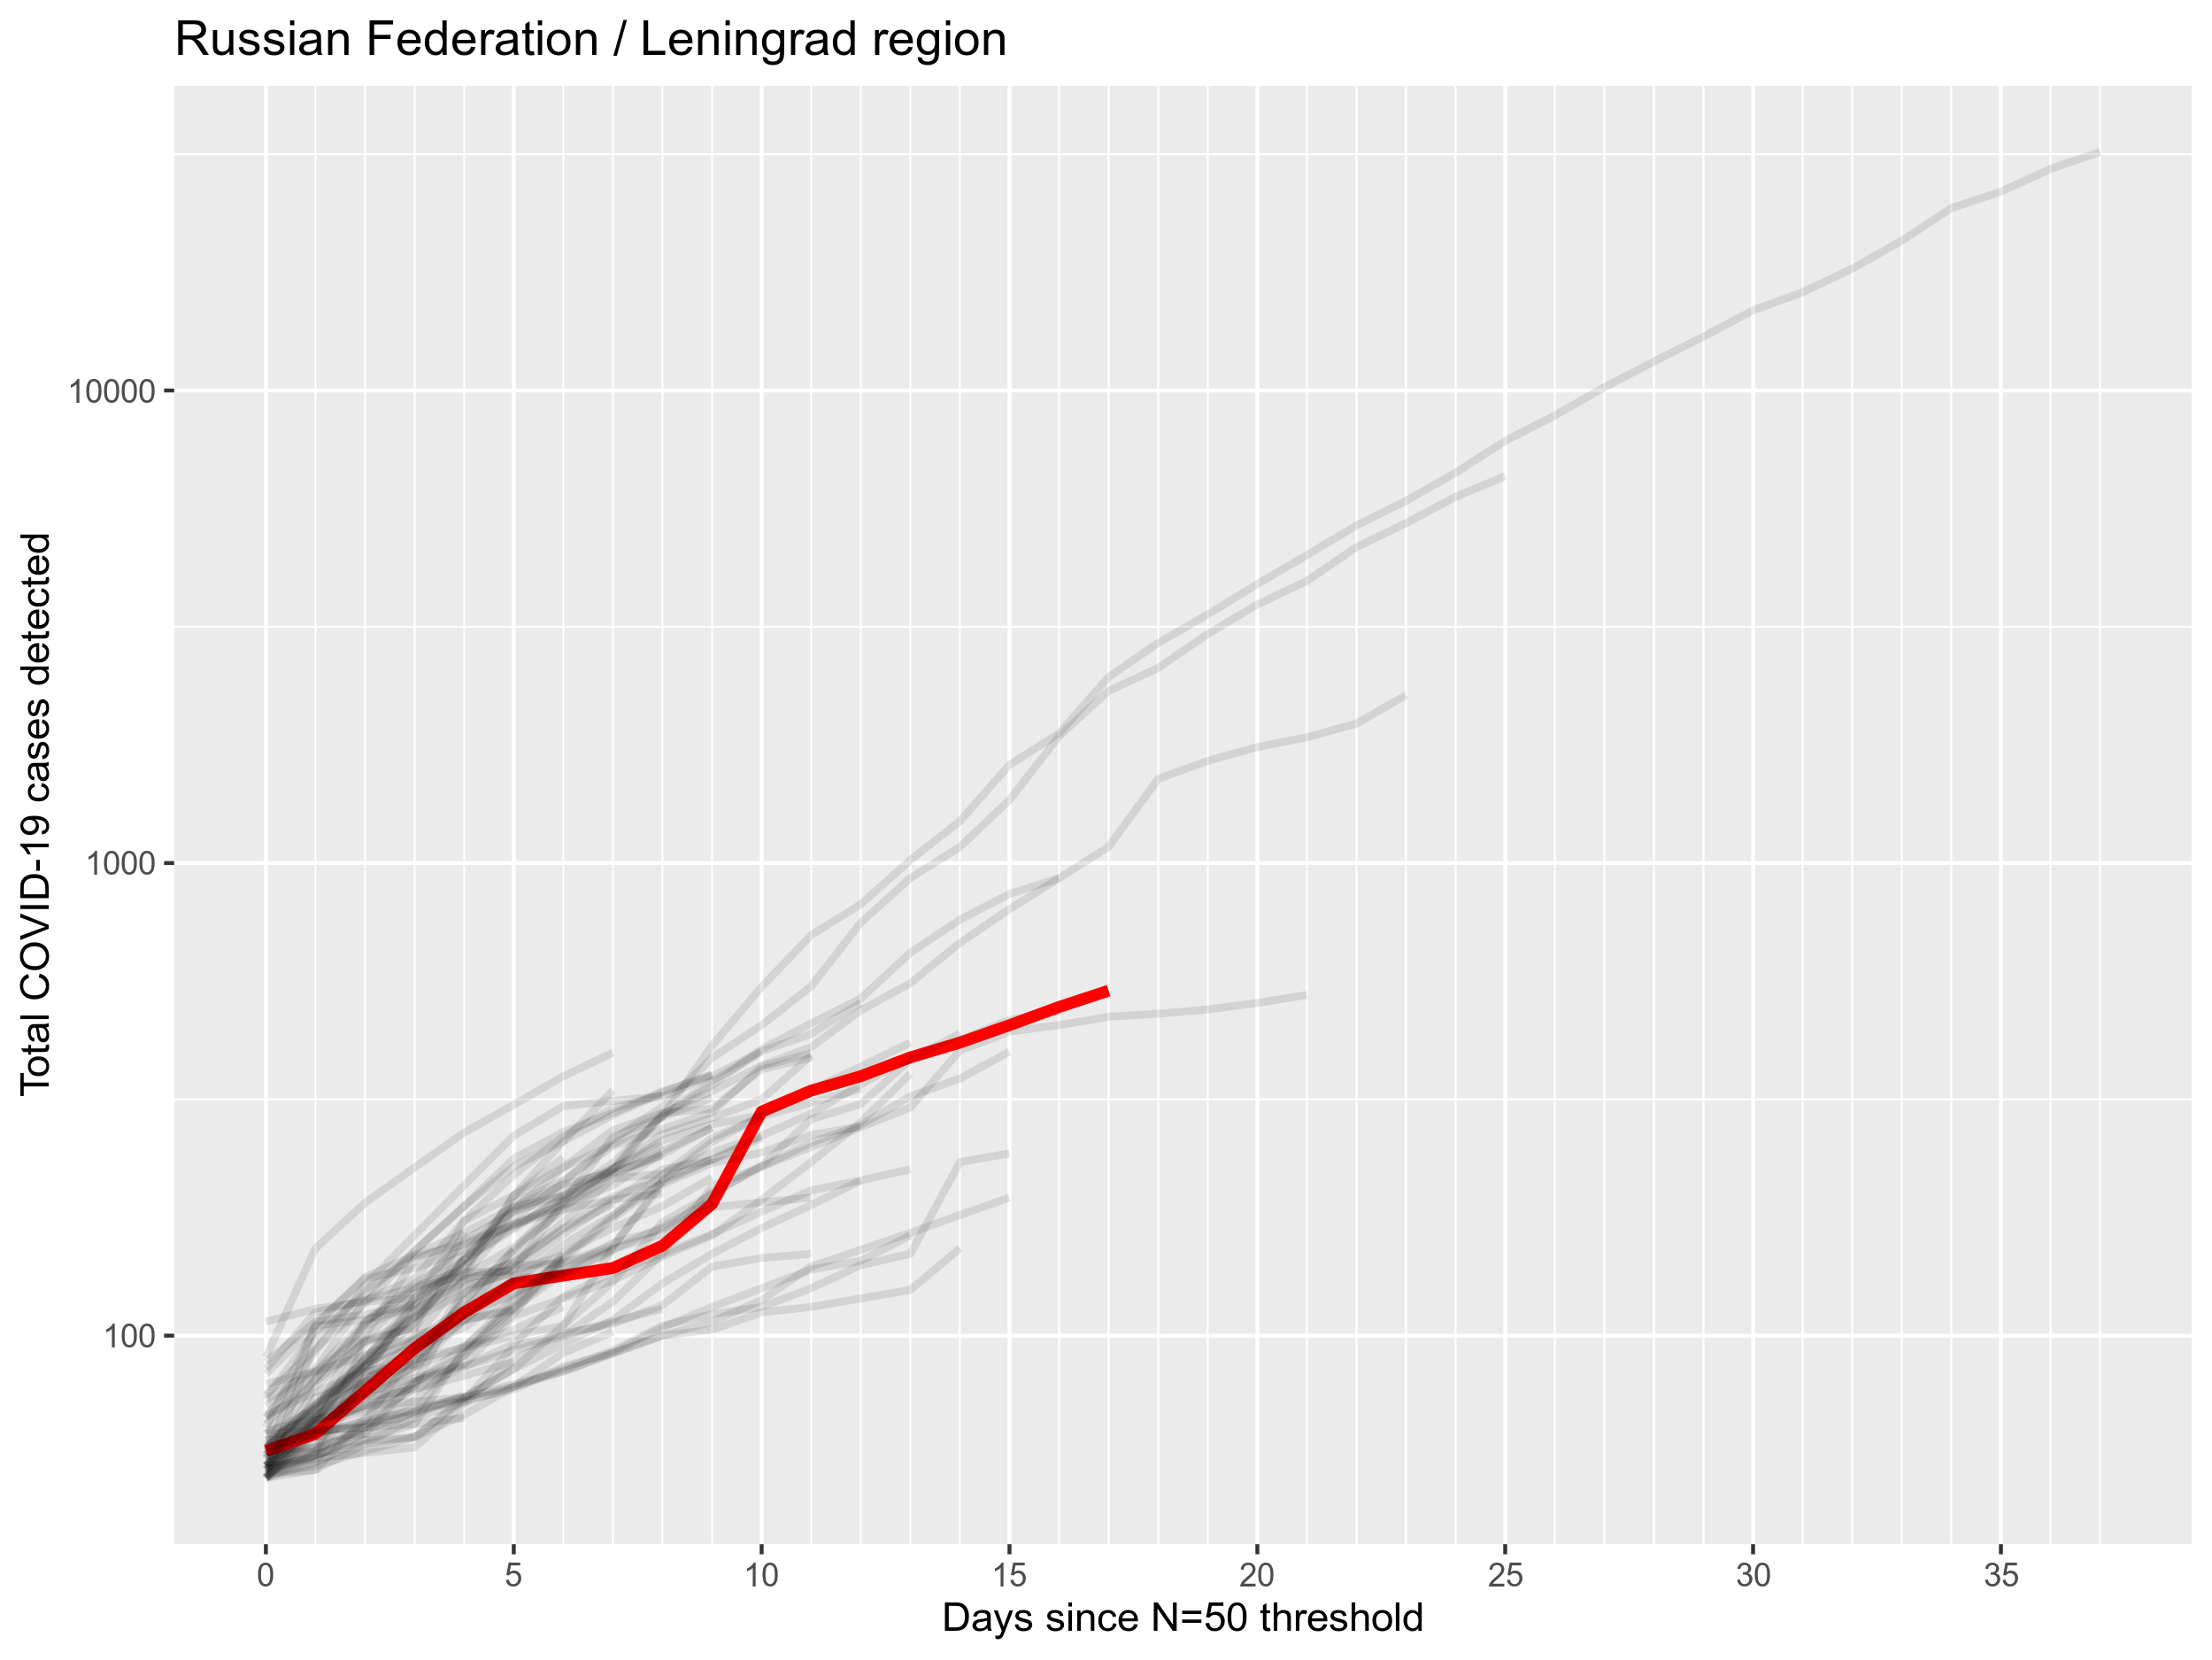 Russian Federation / Leningrad region
Total COVID-19 cases detected
10000
1000
100
0 5 10 15 20 25 30 35
Days since N=50 threshold